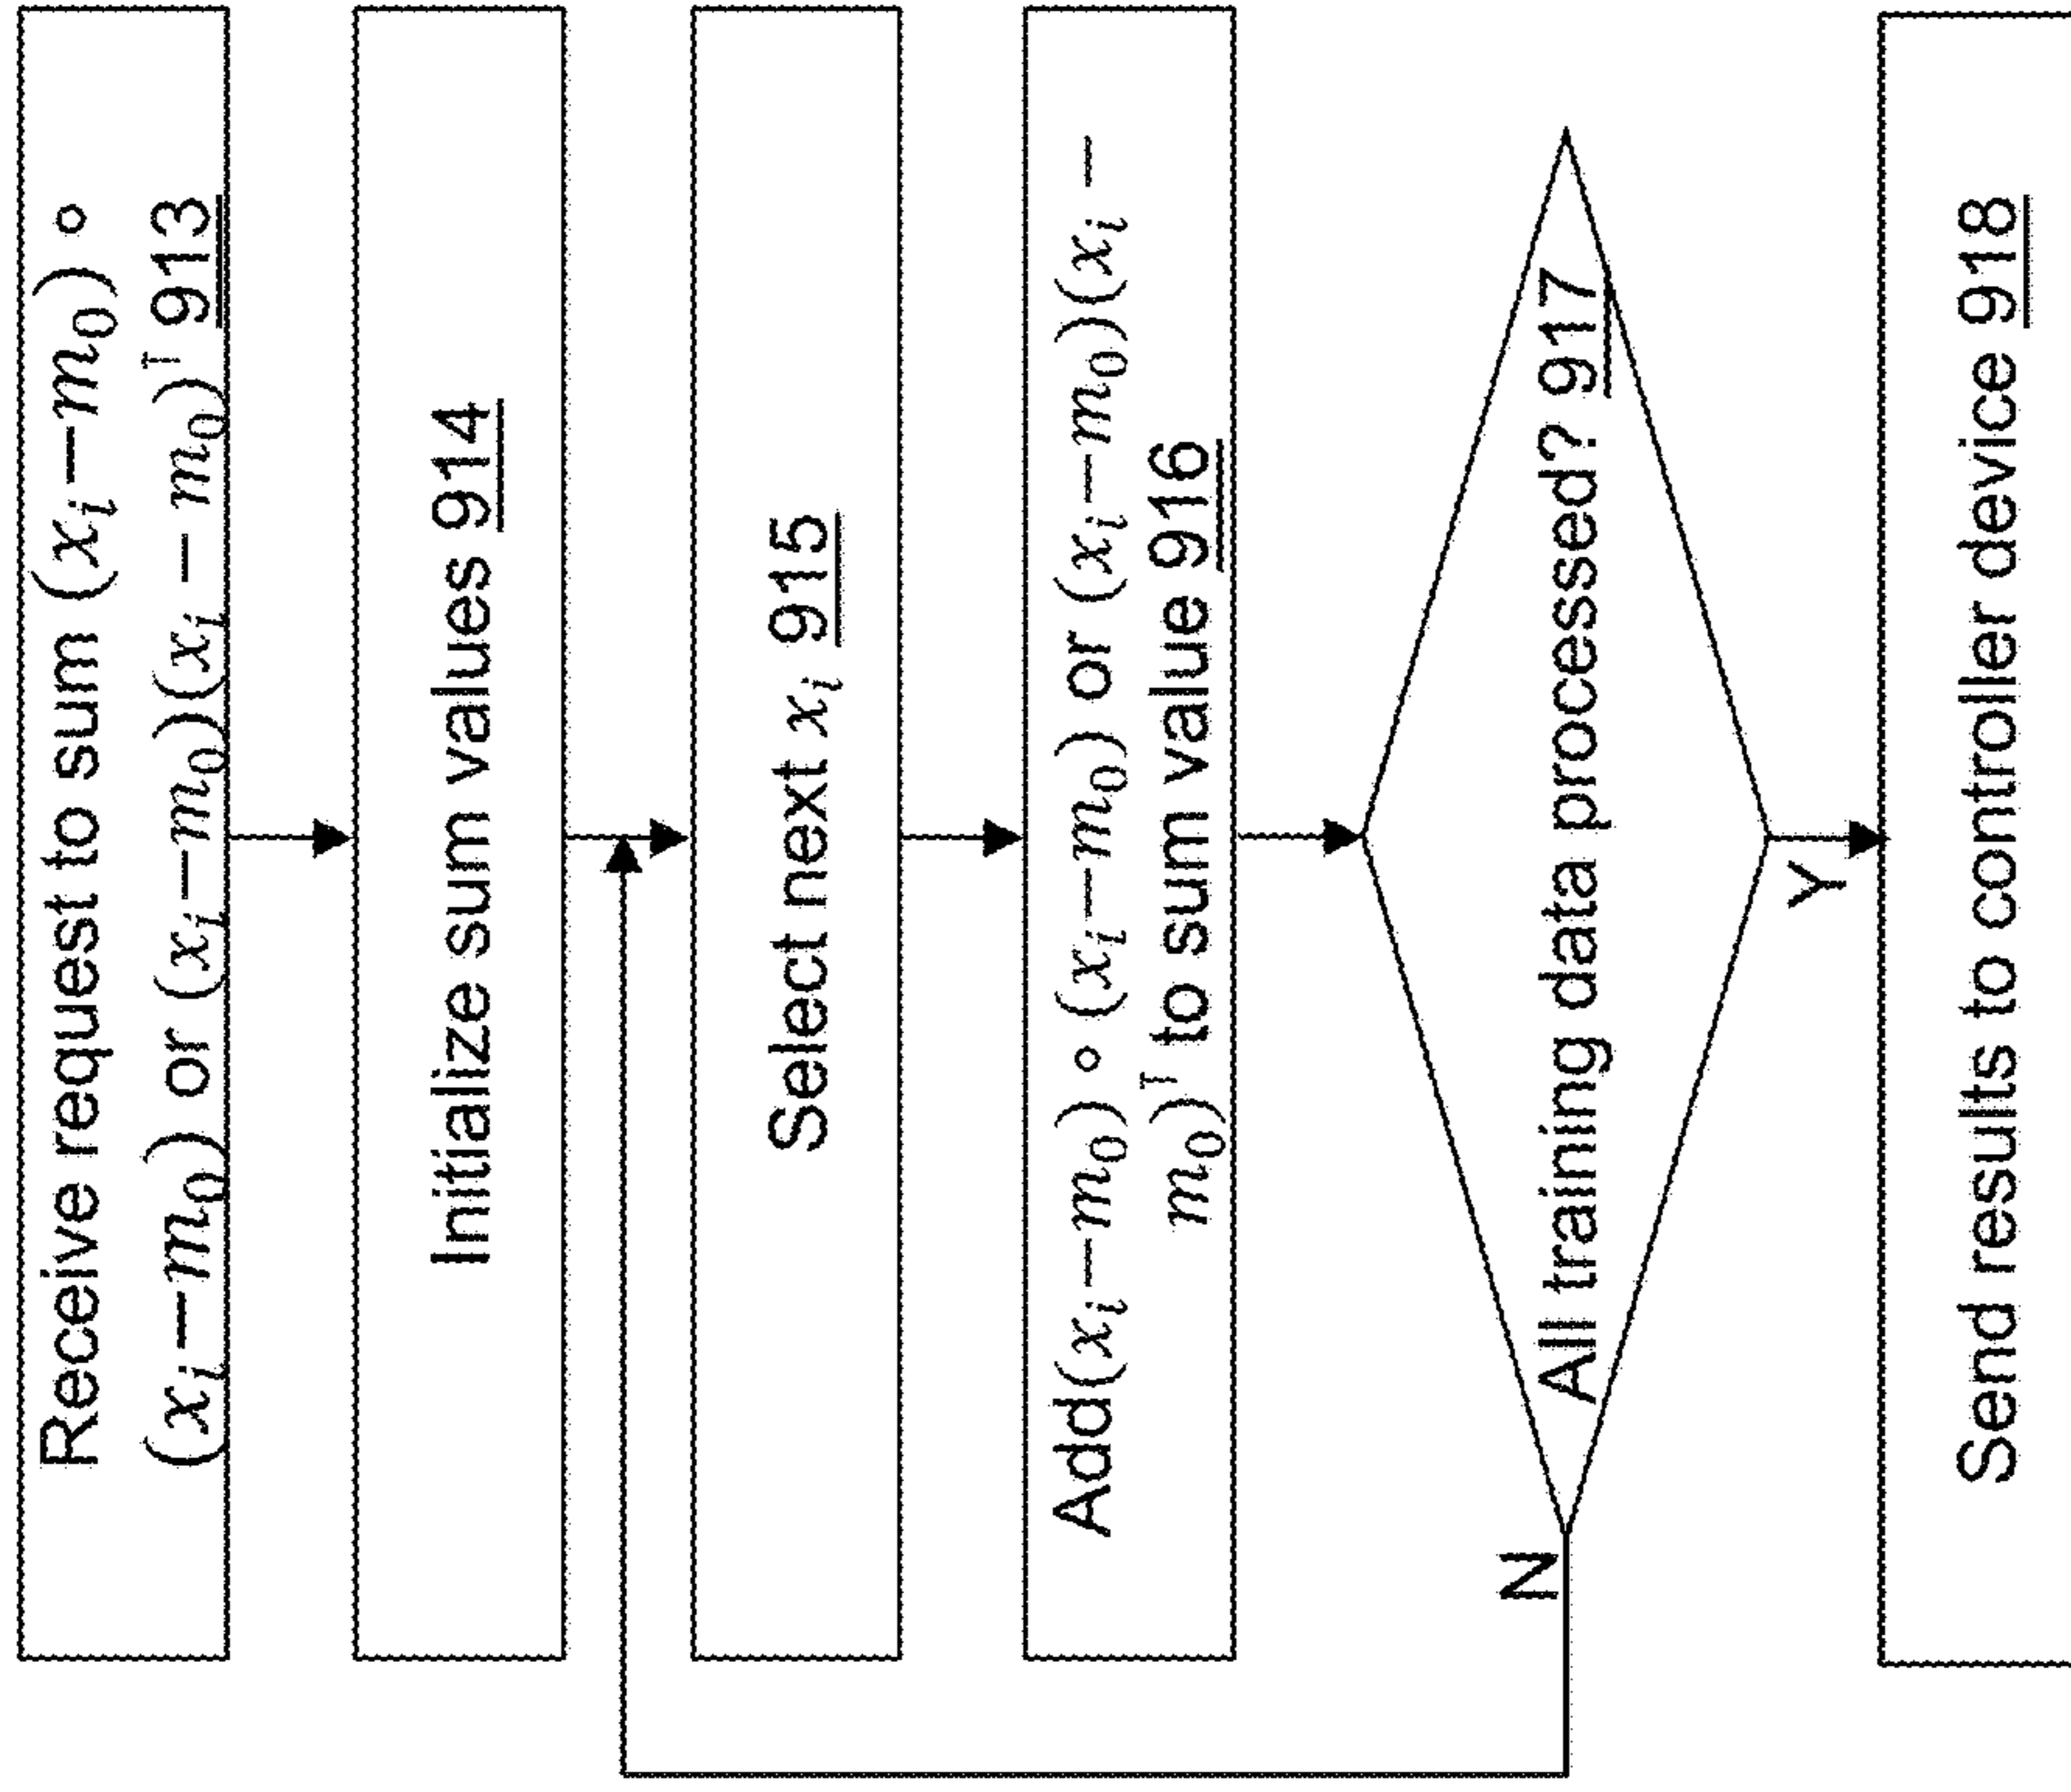 Receive request to sum (xᵢ−m₀) ∘
(xᵢ−m₀) or (xᵢ−m₀)(xᵢ − m₀)ᵀ 913
Initialize sum values 914
Select next xᵢ 915
Add(xᵢ−m₀) ∘ (xᵢ−m₀) or (xᵢ−m₀)(xᵢ −
m₀)ᵀ to sum value 916
N
All training data processed? 917
Y
Send results to controller device 918